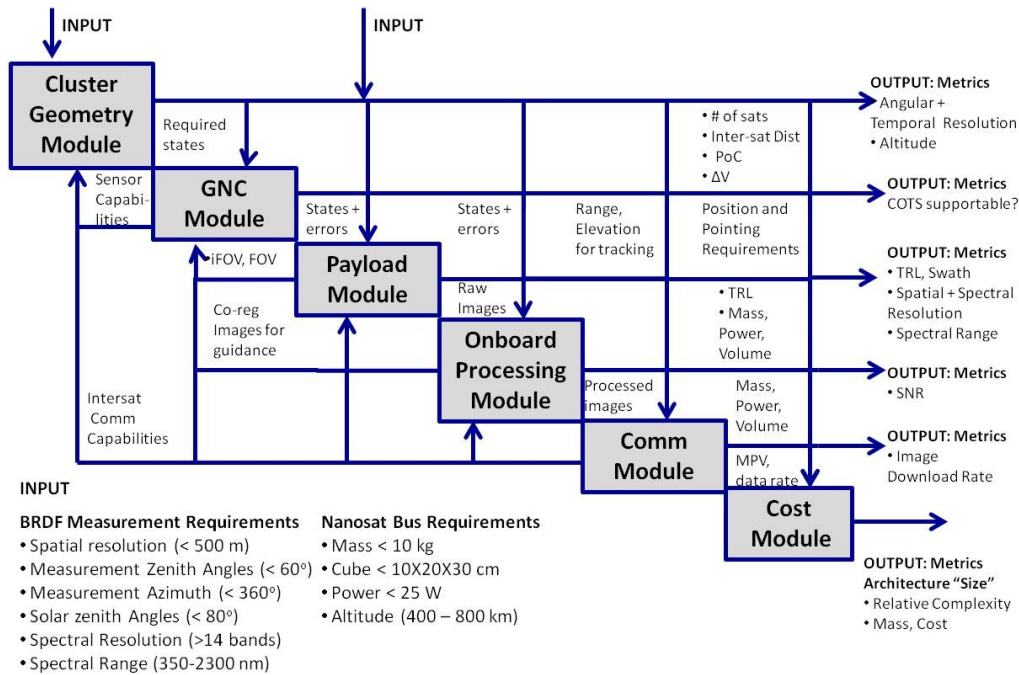 INPUT
INPUT
Cluster
Geometry
Module
Required
states
• # of sats
• Inter-sat Dist
• PoC
• ΔV
OUTPUT: Metrics
• Angular +
Temporal Resolution
• Altitude
Sensor
Capabi-
lities
GNC
Module
States +
errors
States +
errors
Range,
Elevation
for tracking
Position and
Pointing
Requirements
OUTPUT: Metrics
COTS supportable?
• iFOV, FOV
Payload
Module
Raw
Images
• TRL
• Mass,
Power,
Volume
OUTPUT: Metrics
• TRL, Swath
• Spatial + Spectral
Resolution
• Spectral Range
Co-reg
Images for
guidance
Onboard
Processing
Module
Processed
images
Mass,
Power,
Volume
OUTPUT: Metrics
• SNR
Intersat
Comm
Capabilities
Comm
Module
MPV,
data rate
OUTPUT: Metrics
• Image
Download Rate
Cost
Module
OUTPUT: Metrics
Architecture “Size”
• Relative Complexity
• Mass, Cost
INPUT
BRDF Measurement Requirements
• Spatial resolution (< 500 m)
• Measurement Zenith Angles (< 60°)
• Measurement Azimuth (< 360°)
• Solar zenith Angles (< 80°)
• Spectral Resolution (>14 bands)
• Spectral Range (350-2300 nm)
Nanosat Bus Requirements
• Mass < 10 kg
• Cube < 10X20X30 cm
• Power < 25 W
• Altitude (400 – 800 km)